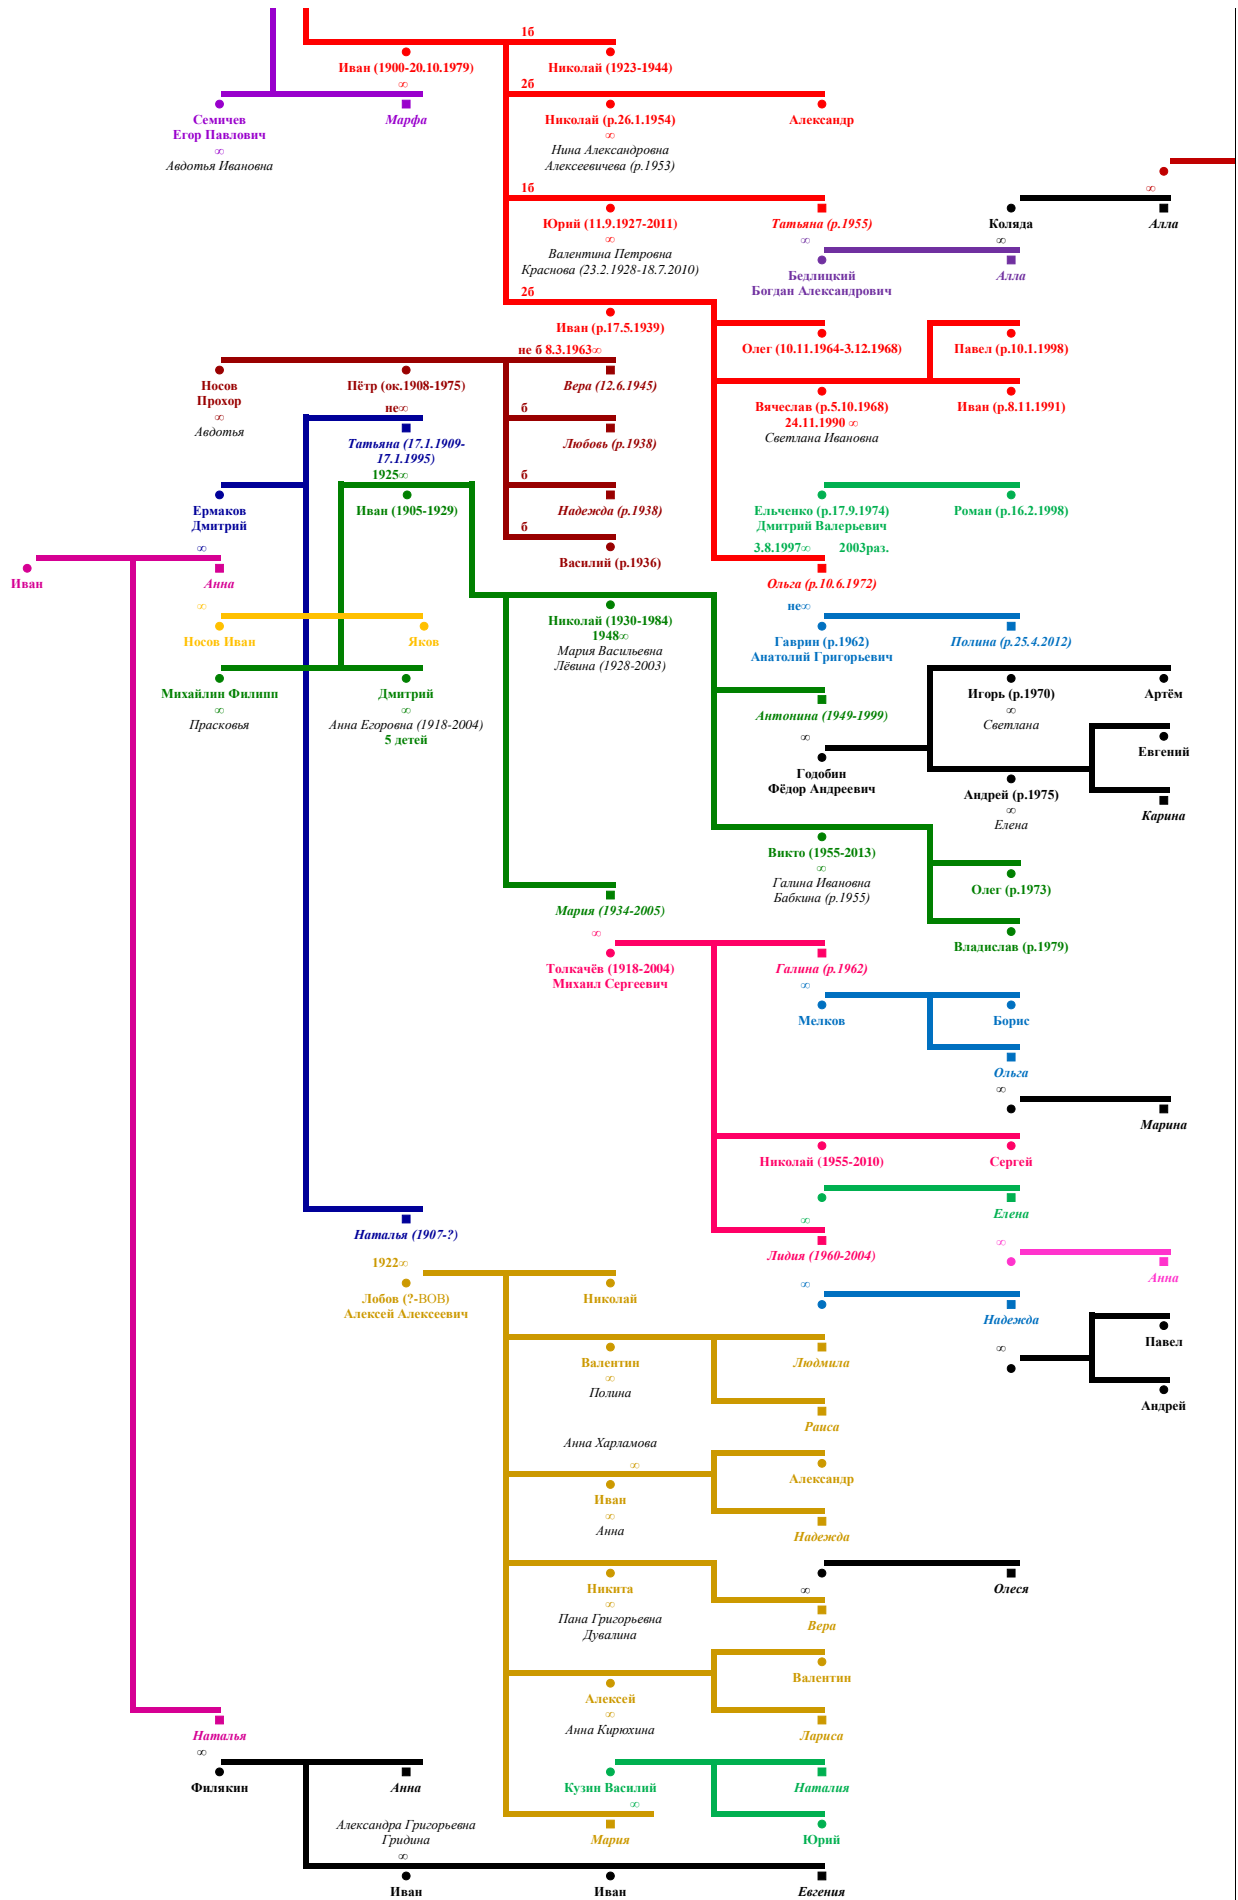 1б
Иван (1900-20.10.1979)
∞
Николай (1923-1944)
2б
Семичев
Егор Павлович
∞
Авдотья Ивановна
Марфа
Николай (р.26.1.1954)
∞
Нина Александровна
Алексеевичева (р.1953)
Александр
∞
1б
Юрий (11.9.1927-2011)
∞
Валентина Петровна
Краснова (23.2.1928-18.7.2010)
Татьяна (р.1955)
∞
Коляда
∞
Алла
Бедлицкий
Богдан Александрович
Алла
2б
Иван (р.17.5.1939)
Олег (10.11.1964-3.12.1968)
Павел (р.10.1.1998)
не б 8.3.1963∞
Носов
Прохор
∞
Авдотья
Пётр (ок.1908-1975)
не∞
Вера (12.6.1945)
Вячеслав (р.5.10.1968)
24.11.1990 ∞
Светлана Ивановна
Иван (р.8.11.1991)
б
Татьяна (17.1.1909-
17.1.1995)
Любовь (р.1938)
1925∞
б
Ермаков
Дмитрий
∞
Иван (1905-1929)
Надежда (р.1938)
Ельченко (р.17.9.1974)
Дмитрий Валерьевич
Роман (р.16.2.1998)
б
3.8.1997∞
2003раз.
Василий (р.1936)
Иван
Анна
Ольга (р.10.6.1972)
∞
не∞
Носов Иван
Яков
Николай (1930-1984)
1948∞
Мария Васильевна
Лёвина (1928-2003)
Гаврин (р.1962)
Анатолий Григорьевич
Полина (р.25.4.2012)
Михайлин Филипп
∞
Прасковья
Дмитрий
∞
Анна Егоровна (1918-2004)
5 детей
Игорь (р.1970)
∞
Светлана
Артём
Антонина (1949-1999)
∞
Евгений
Годобин
Фёдор Андреевич
Андрей (р.1975)
∞
Елена
Карина
Викто (1955-2013)
∞
Галина Ивановна
Бабкина (р.1955)
Олег (р.1973)
Мария (1934-2005)
∞
Владислав (р.1979)
Толкачёв (1918-2004)
Михаил Сергеевич
Галина (р.1962)
∞
Мелков
Борис
Ольга
∞
Марина
Николай (1955-2010)
Сергей
Елена
∞
Наталья (1907-?)
Лидия (1960-2004)
∞
1922∞
Анна
∞
Лобов (?-ВОВ)
Алексей Алексеевич
Николай
Надежда
∞
Павел
Валентин
∞
Полина
Людмила
Андрей
Раиса
Анна Харламова
∞
Александр
Иван
∞
Анна
Надежда
Никита
∞
Пана Григорьевна
Дувалина
∞
Олеся
Вера
Валентин
Алексей
∞
Анна Кирюхина
Наталья
∞
Лариса
Филякин
Анна
Кузин Василий
∞
Наталия
Александра Григорьевна
Гридина
∞
Мария
Юрий
Иван
Иван
Евгения